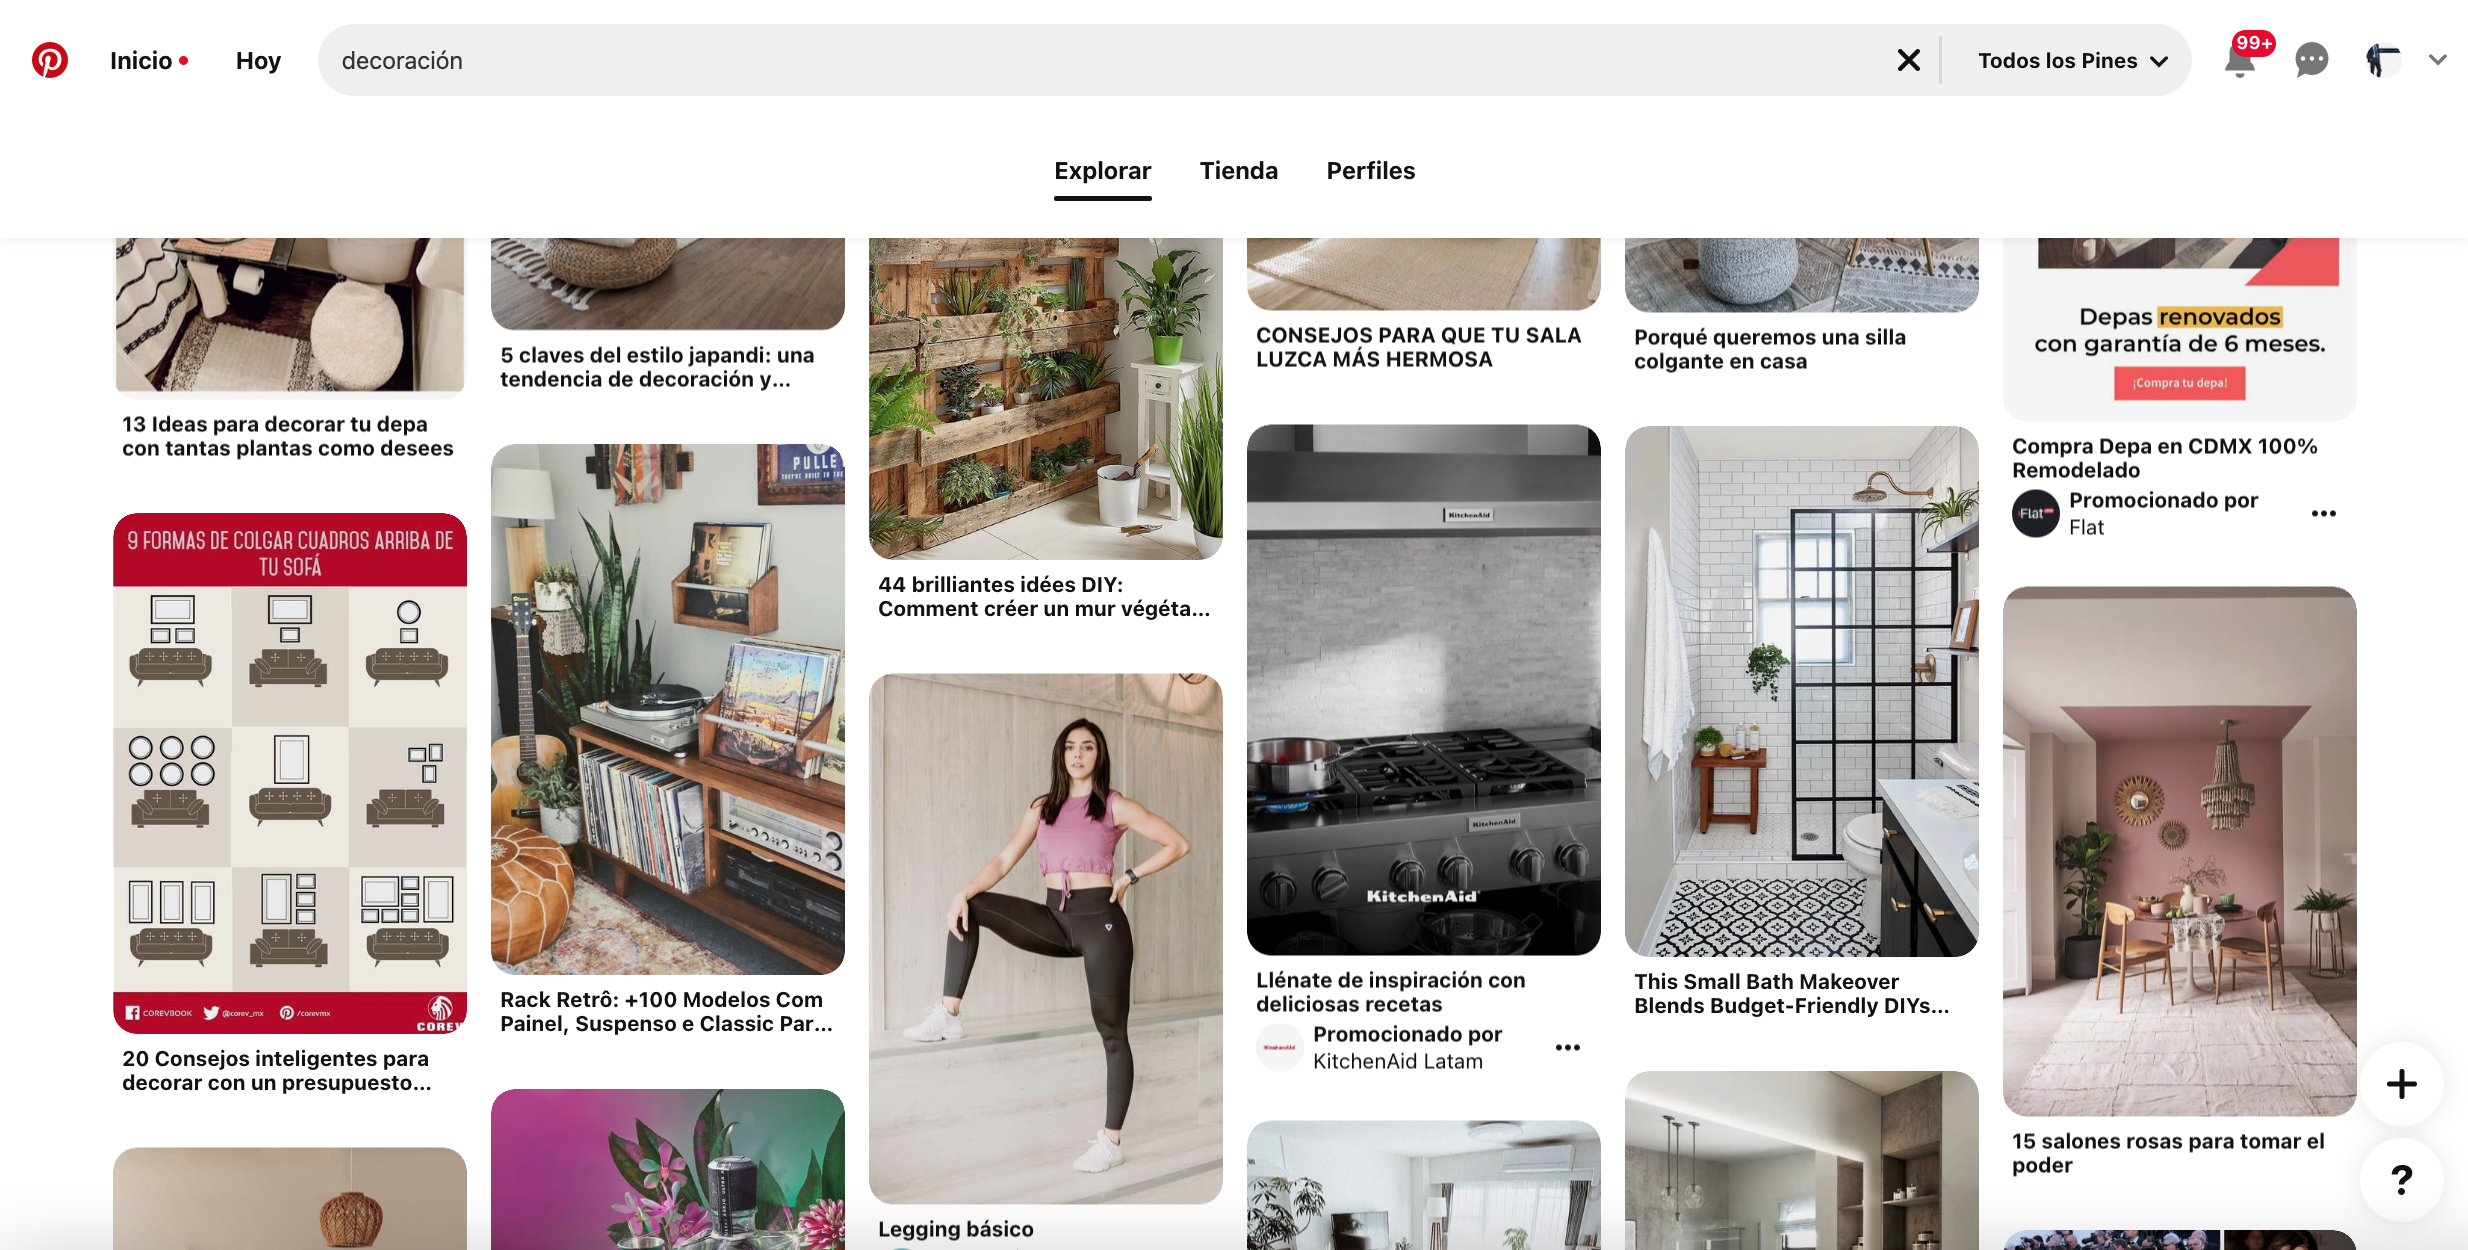 Inicio
Hoy
decoración
Todos los Pines
99+
Explorar
Tienda
Perfiles
13 Ideas para decorar tu depa
con tantas plantas como desees
9 FORMAS DE COLGAR CUADROS ARRIBA DE
TU SOFÁ
COREVBOOK
@corev_mx
/corevmx
COREV
20 Consejos inteligentes para
decorar con un presupuesto...
5 claves del estilo japandi: una
tendencia de decoración y...
PULLE
Rack Retrô: +100 Modelos Com
Painel, Suspenso e Classic Par...
44 brilliantes idées DIY:
Comment créer un mur végéta...
Legging básico
CONSEJOS PARA QUE TU SALA
LUZCA MÁS HERMOSA
KitchenAid
KitchenAid
KitchenAid
Llénate de inspiración con
deliciosas recetas
KitchenAid
Promocionado por
KitchenAid Latam
Porqué queremos una silla
colgante en casa
This Small Bath Makeover
Blends Budget-Friendly DIYs...
Depas renovados
con garantía de 6 meses.
¡Compra tu depa!
Compra Depa en CDMX 100%
Remodelado
Flat
Promocionado por
Flat
15 salones rosas para tomar el
poder
?